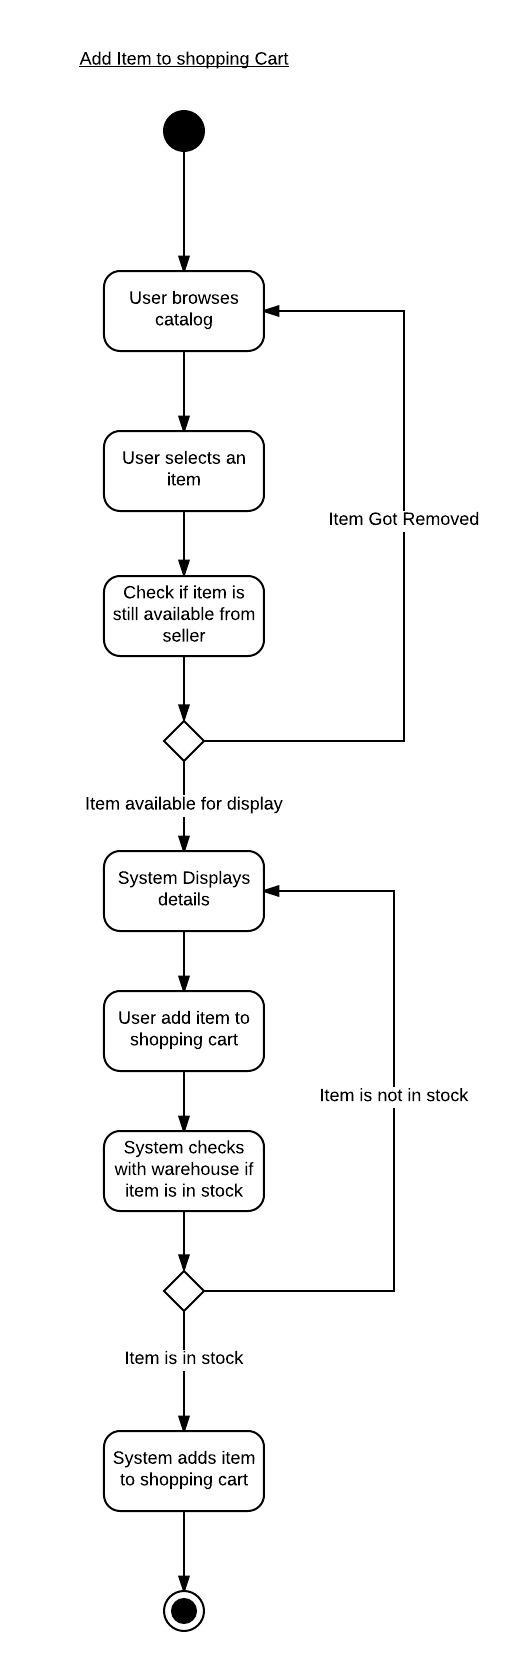 Add Item to shopping Cart
User browses
catalog
User selects an
item
Item Got Removed
Check if item is
still available from
seller
Item available for display
System Displays
details
User add item to
shopping cart
Item is not in stock
System checks
with warehouse if
item is in stock
Item is in stock
System adds item
to shopping cart